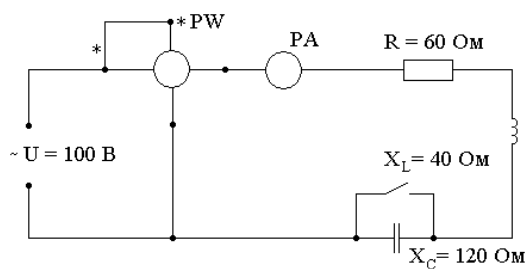 * PW
*
PA
R = 60 Ом
~ U = 100 В
X_L = 40 Ом
X_C = 120 Ом